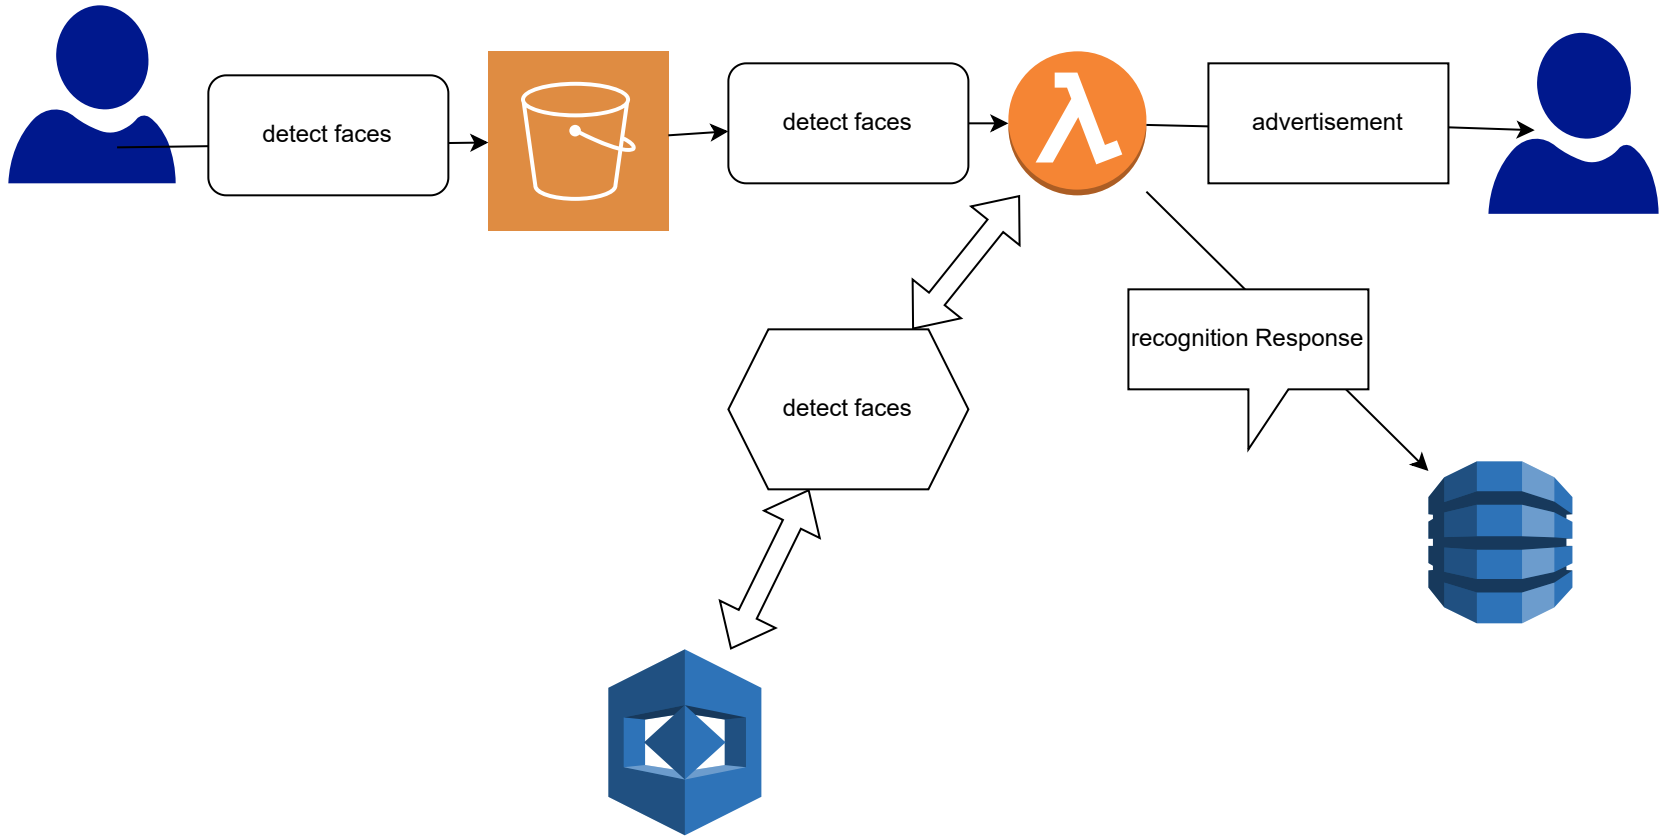 detect faces
detect faces
advertisement
recognition Response
detect faces